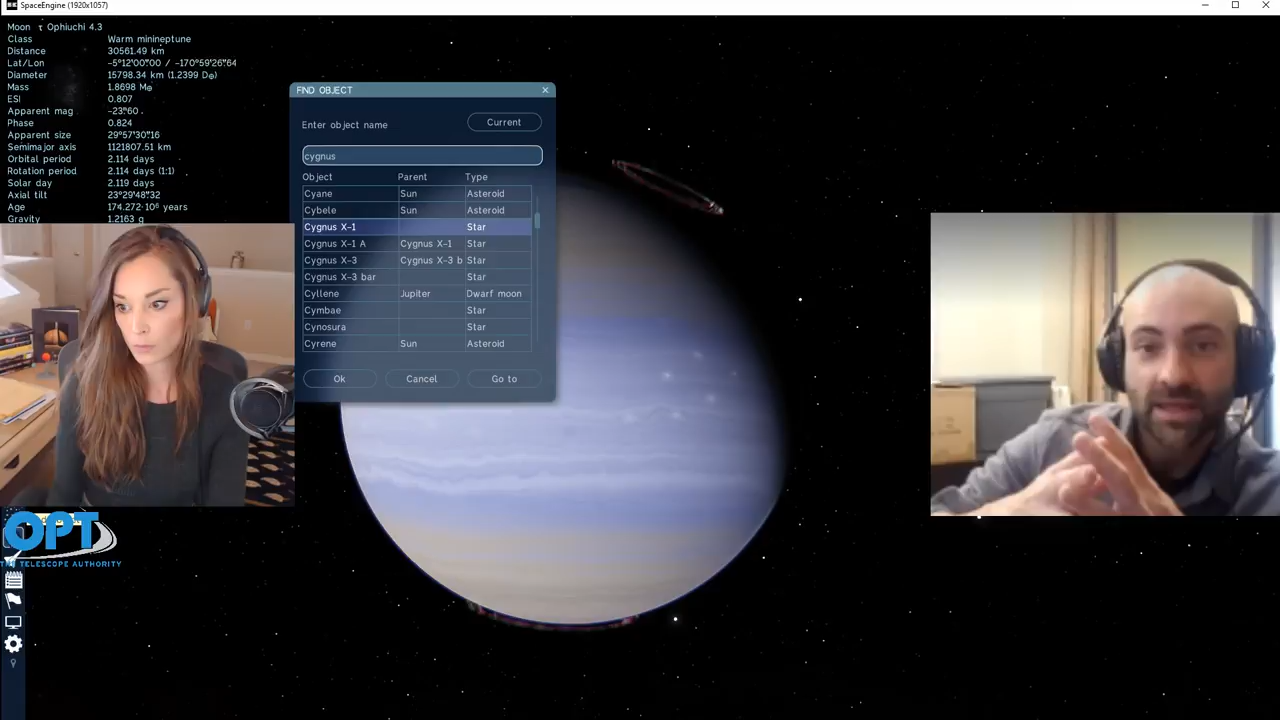 SpaceEngine (1920x1057)
Moon τ Ophiuchi 4.3
Class Warm minineptune
Distance 30561.49 km
Lat/Lon -5°12'00"00 / -170°59'26"64
Diameter 15798.34 km (1.2399 D⊕)
Mass 1.8698 M⊕
ESI 0.807
Apparent mag -23.60
Phase 0.824
Apparent size 29°57'30"16
Semimajor axis 1121807.51 km
Orbital period 2.114 days
Rotation period 2.114 days (1:1)
Solar day 2.119 days
Axial tilt 23°29'48"32
Age 174.272·10⁶ years
Gravity 1.2163 g
FIND OBJECT
Enter object name
Current
cygnus
Object Parent Type
Cyane Sun Asteroid
Cybele Sun Asteroid
Cygnus X-1 Star
Cygnus X-1 A Cygnus X-1 Star
Cygnus X-3 Cygnus X-3 b Star
Cygnus X-3 bar Star
Cyllene Jupiter Dwarf moon
Cymbae Star
Cynosura Star
Cyrene Sun Asteroid
Ok Cancel Go to
OPT
THE TELESCOPE AUTHORITY